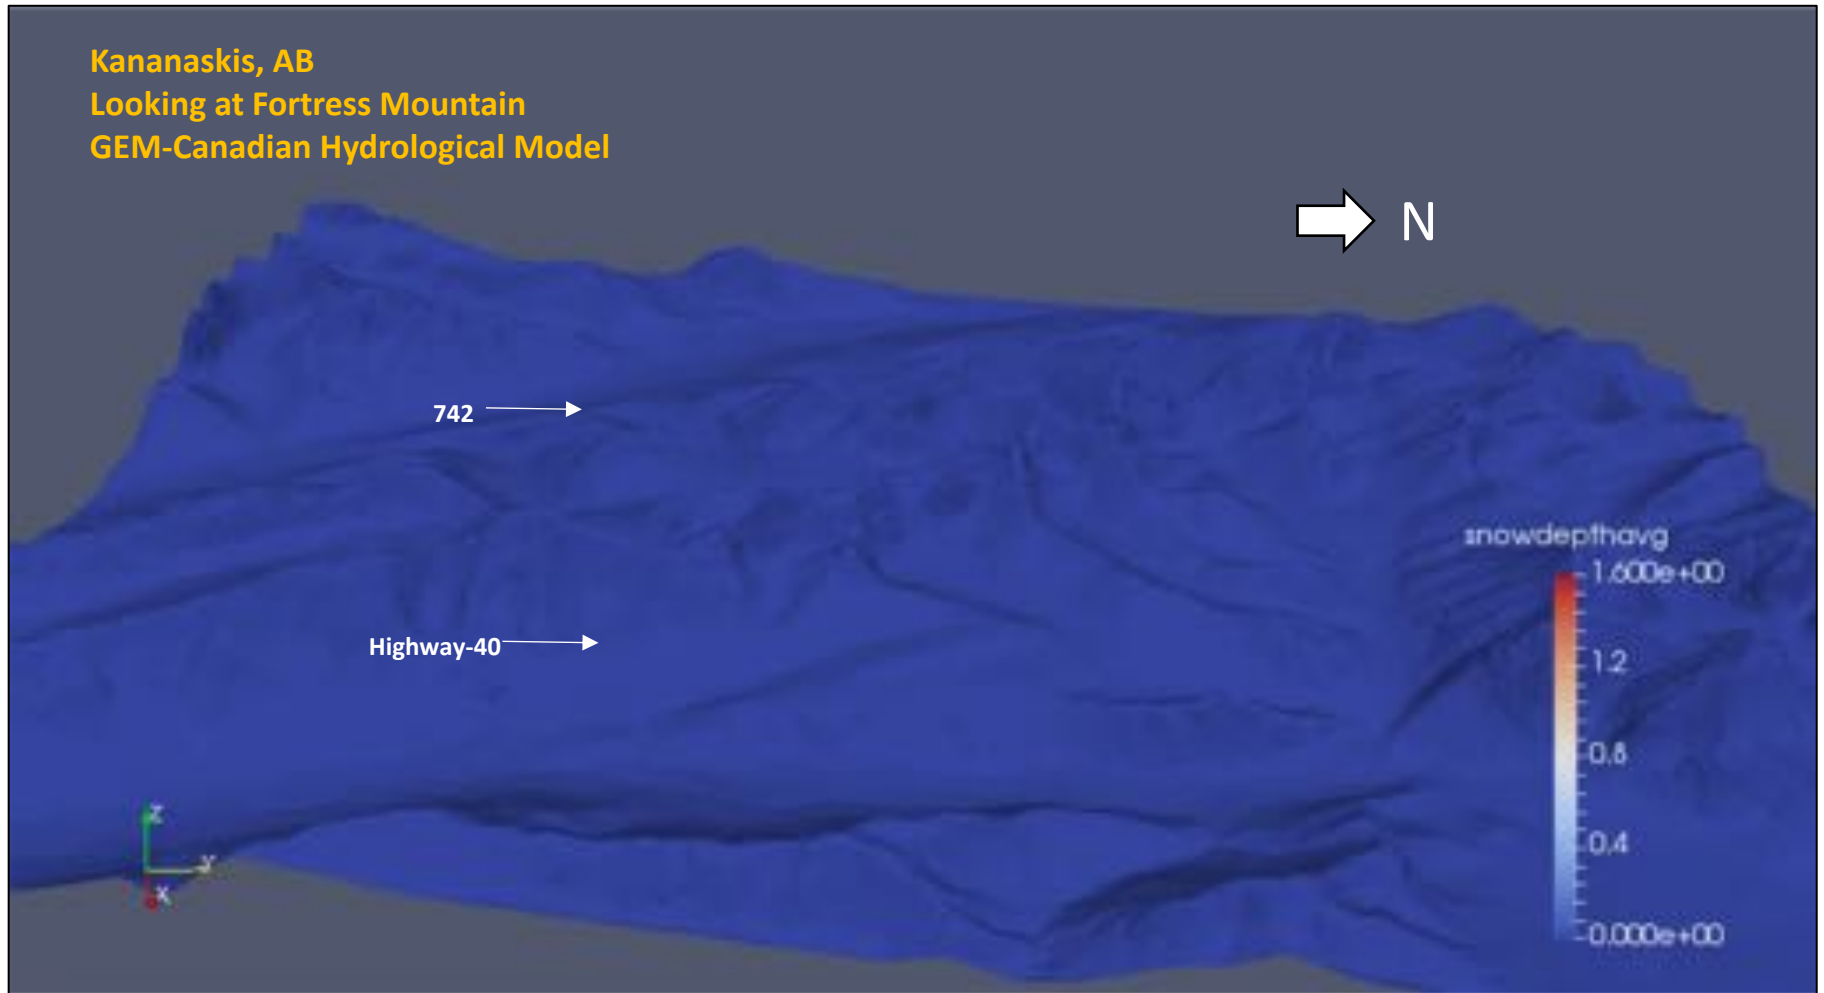 Kananaskis, AB
Looking at Fortress Mountain
GEM-Canadian Hydrological Model
N
742
snowdepthavg
1.600e+00
Highway-40
1.2
0.8
Z
0.4
Y
X
0.000e+00